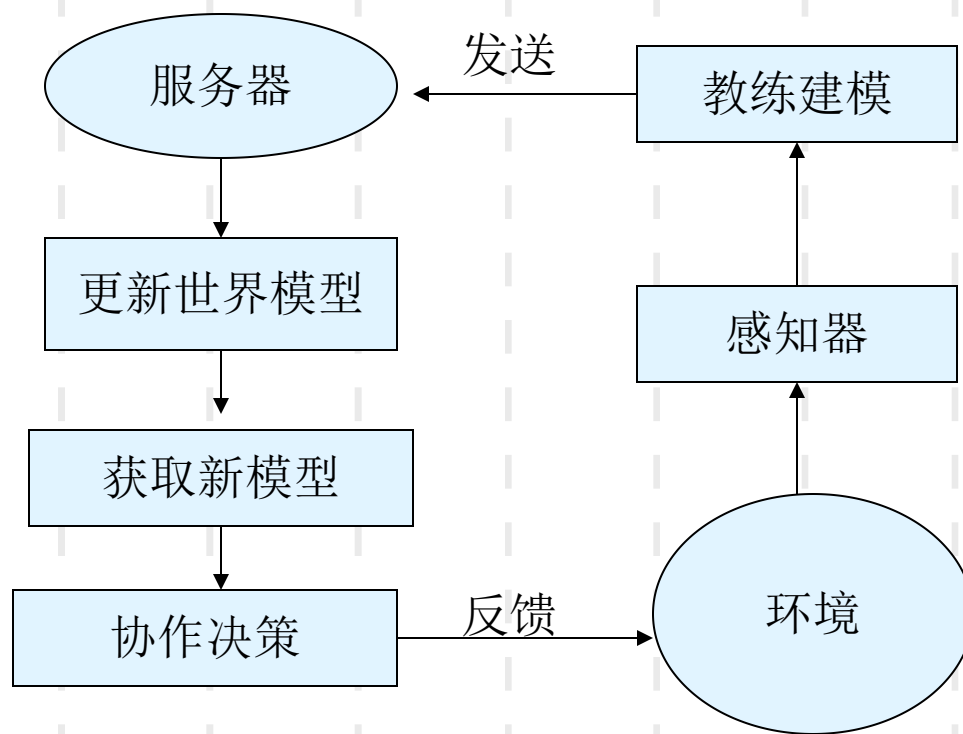 服务器
发送
教练建模
更新世界模型
感知器
获取新模型
协作决策
反馈
环境